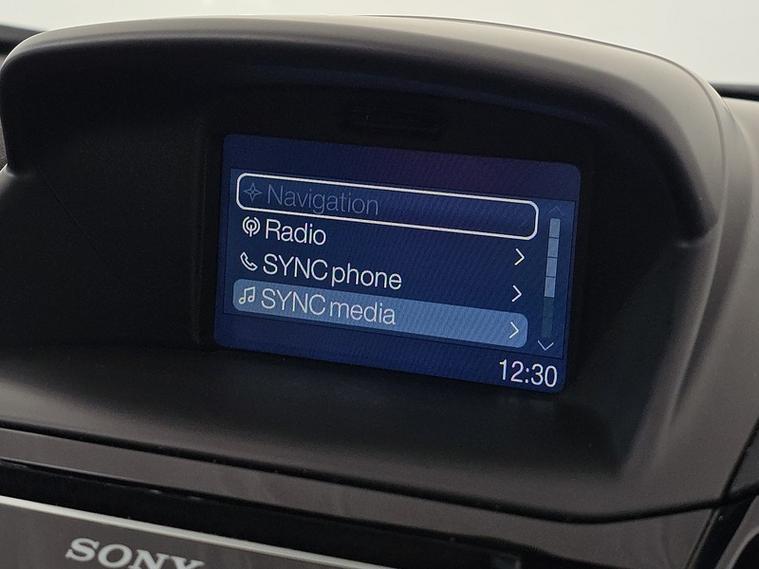 Navigation
Radio
SYNC phone
SYNC media
12:30
SONY